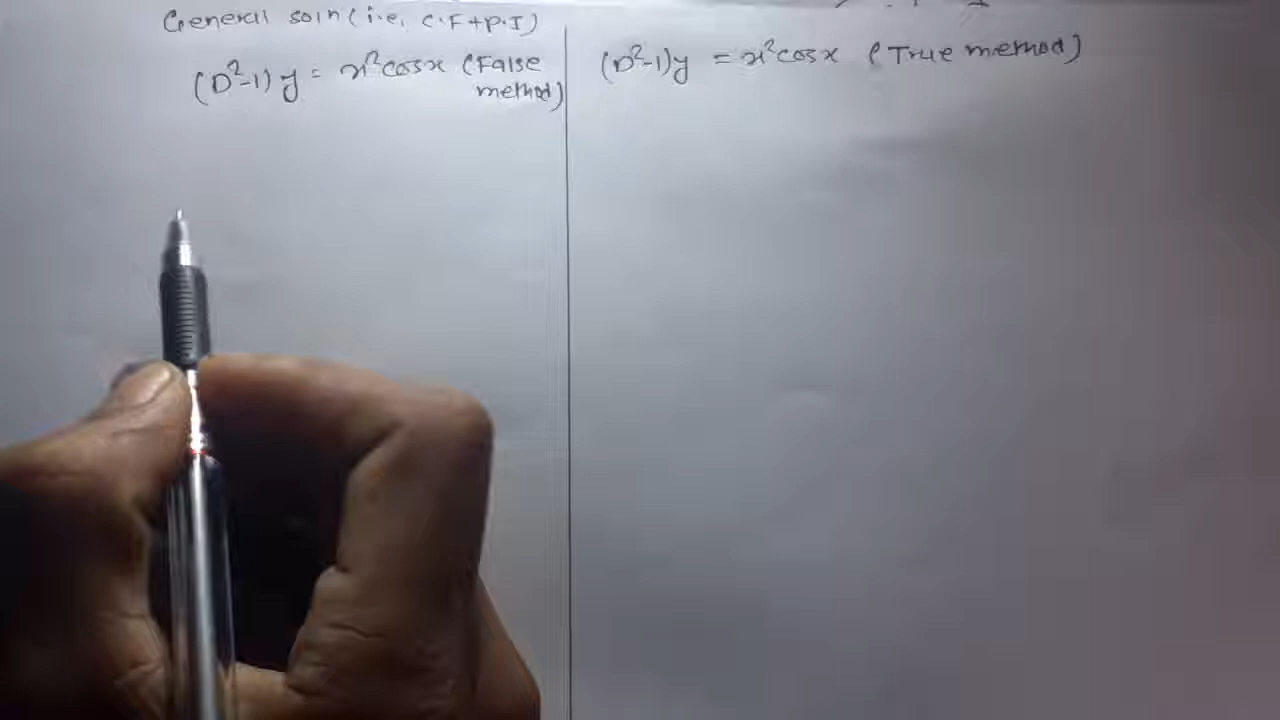 General soln (i.e, C.F+P.I)
(D²-1) y = x²cosx (False
method)
(D²-1)y = x²cosx (True method)